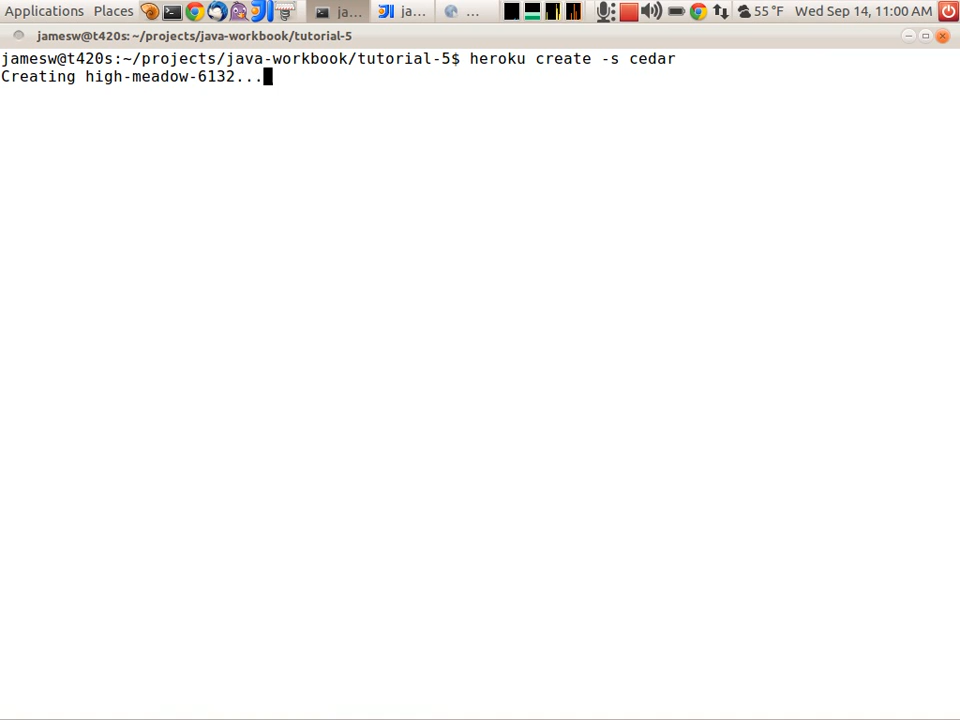 Applications Places ja... ja... ... 55 °F Wed Sep 14, 11:00 AM
jamesw@t420s: ~/projects/java-workbook/tutorial-5
jamesw@t420s:~/projects/java-workbook/tutorial-5$ heroku create -s cedar
Creating high-meadow-6132...